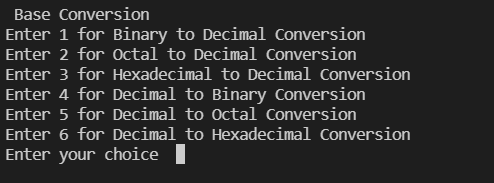 Base Conversion
Enter 1 for Binary to Decimal Conversion
Enter 2 for Octal to Decimal Conversion
Enter 3 for Hexadecimal to Decimal Conversion
Enter 4 for Decimal to Binary Conversion
Enter 5 for Decimal to Octal Conversion
Enter 6 for Decimal to Hexadecimal Conversion
Enter your choice